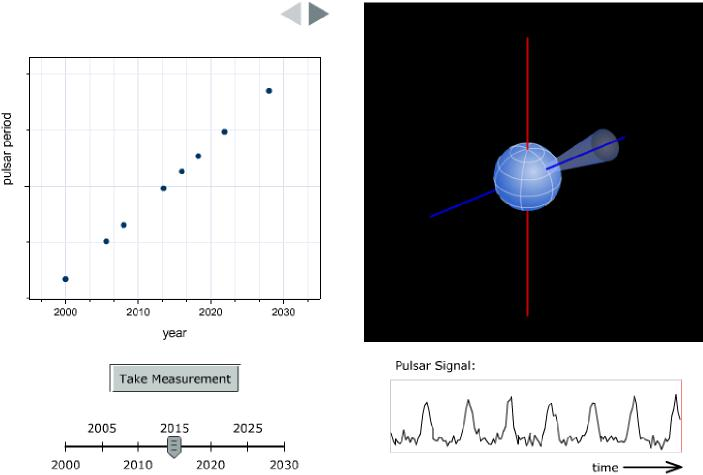 pulsar period
2000 2010 2020 2030
year
Take Measurement
2005 2015 2025
2000 2010 2020 2030
Pulsar Signal:
time